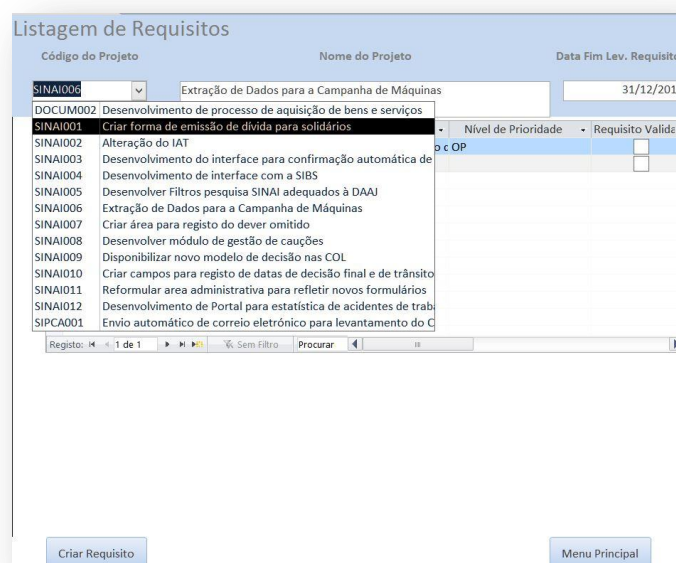 Listagem de Requisitos
Código do Projeto Nome do Projeto Data Fim Lev. Requisito
SINAI006 Extração de Dados para a Campanha de Máquinas 31/12/201
DOCUM002 Desenvolvimento de processo de aquisição de bens e serviços
SINAI001 Criar forma de emissão de dívida para solidários Nível de Prioridade Requisito Valida
SINAI002 Alteração do IAT o c OP
SINAI003 Desenvolvimento do interface para confirmação automática de
SINAI004 Desenvolvimento de interface com a SIBS
SINAI005 Desenvolver Filtros pesquisa SINAI adequados à DAAJ
SINAI006 Extração de Dados para a Campanha de Máquinas
SINAI007 Criar área para registo do dever omitido
SINAI008 Desenvolver módulo de gestão de cauções
SINAI009 Disponibilizar novo modelo de decisão nas COL
SINAI010 Criar campos para registo de datas de decisão final e de trânsito
SINAI011 Reformular area administrativa para refletir novos formulários
SINAI012 Desenvolvimento de Portal para estatística de acidentes de trab
SIPCA001 Envio automático de correio eletrónico para levantamento do C
Registo: 1 de 1 Sem Filtro Procurar
Criar Requisito Menu Principal